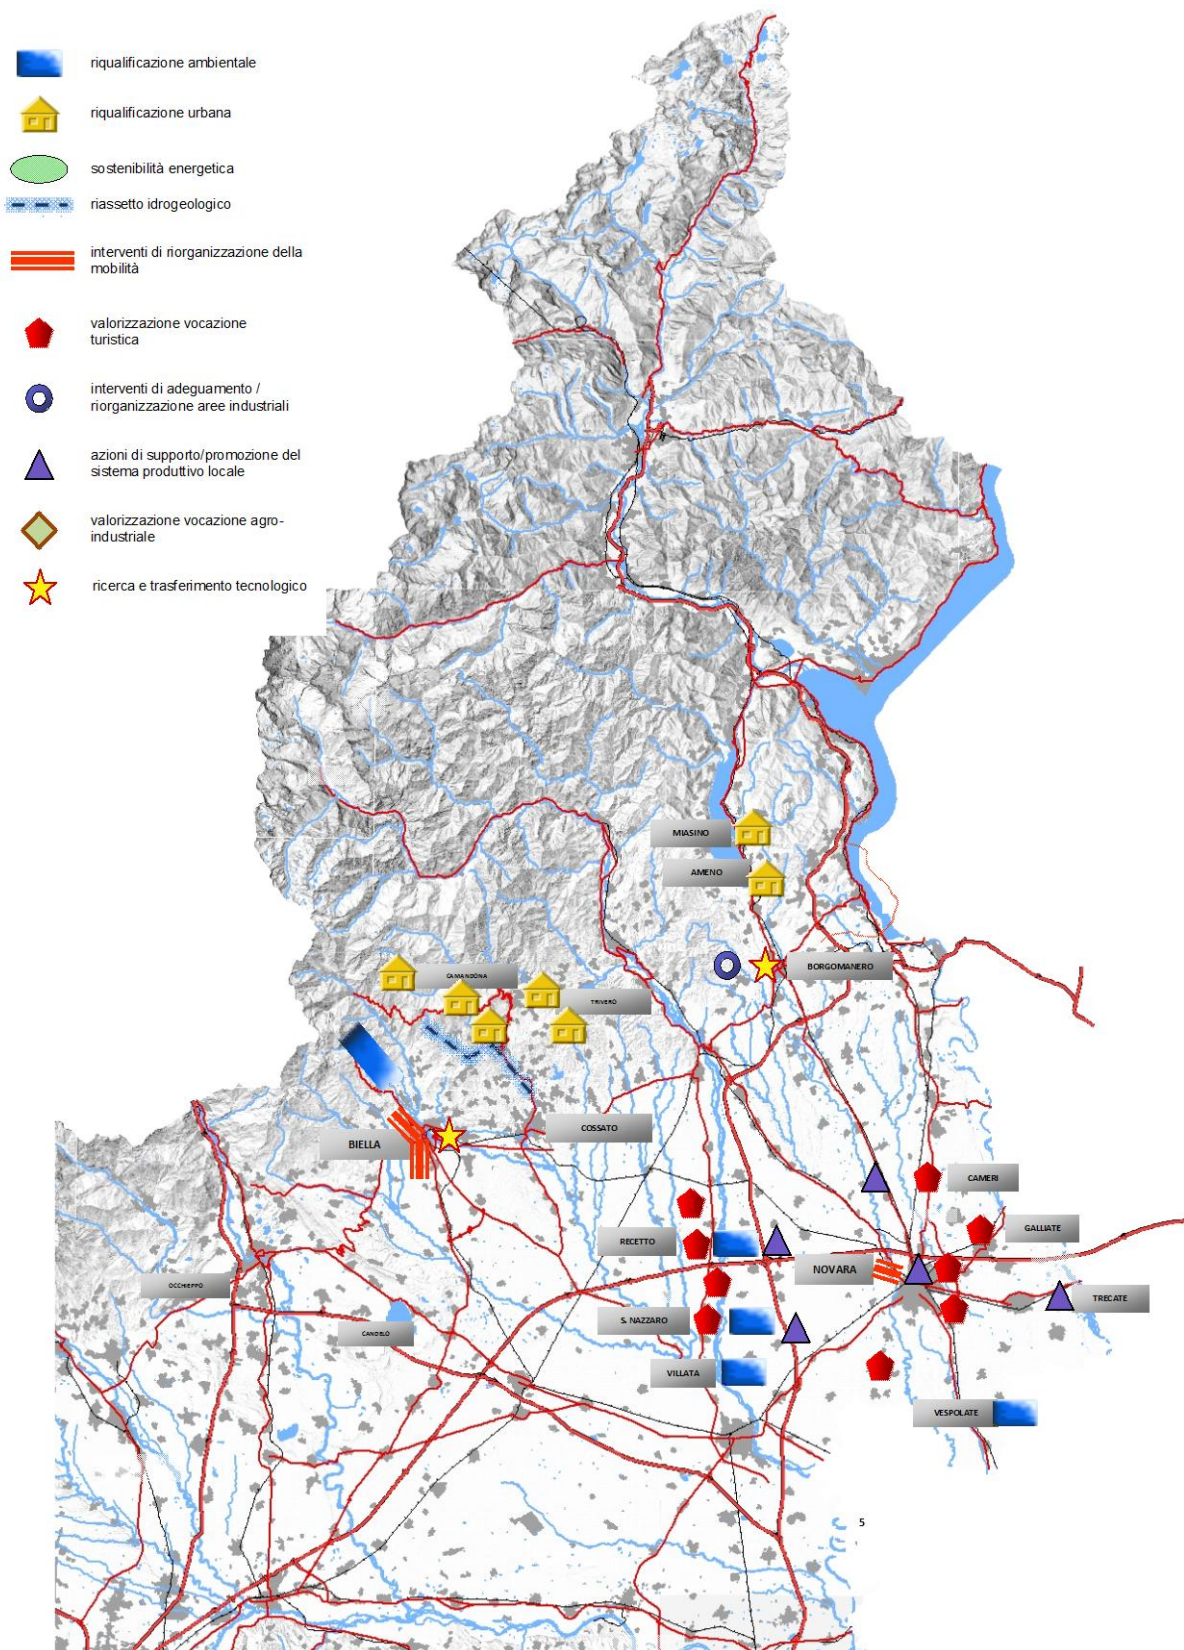 riqualificazione ambientale
riqualificazione urbana
sostenibilità energetica
riassetto idrogeologico
interventi di riorganizzazione della
mobilità
valorizzazione vocazione
turistica
interventi di adeguamento /
riorganizzazione aree industriali
azioni di supporto/promozione del
sistema produttivo locale
valorizzazione vocazione agro-
industriale
ricerca e trasferimento tecnologico
MIASINO
AMENO
BORGOMANERO
CAMANDONA
TRIVERO
COSSATO
BIELLA
CAMERI
GALLIATE
RECETTO
NOVARA
OCCHIEPPO
TRECATE
S. NAZZARO
CANDELO
VILLATA
VESPOLATE
5